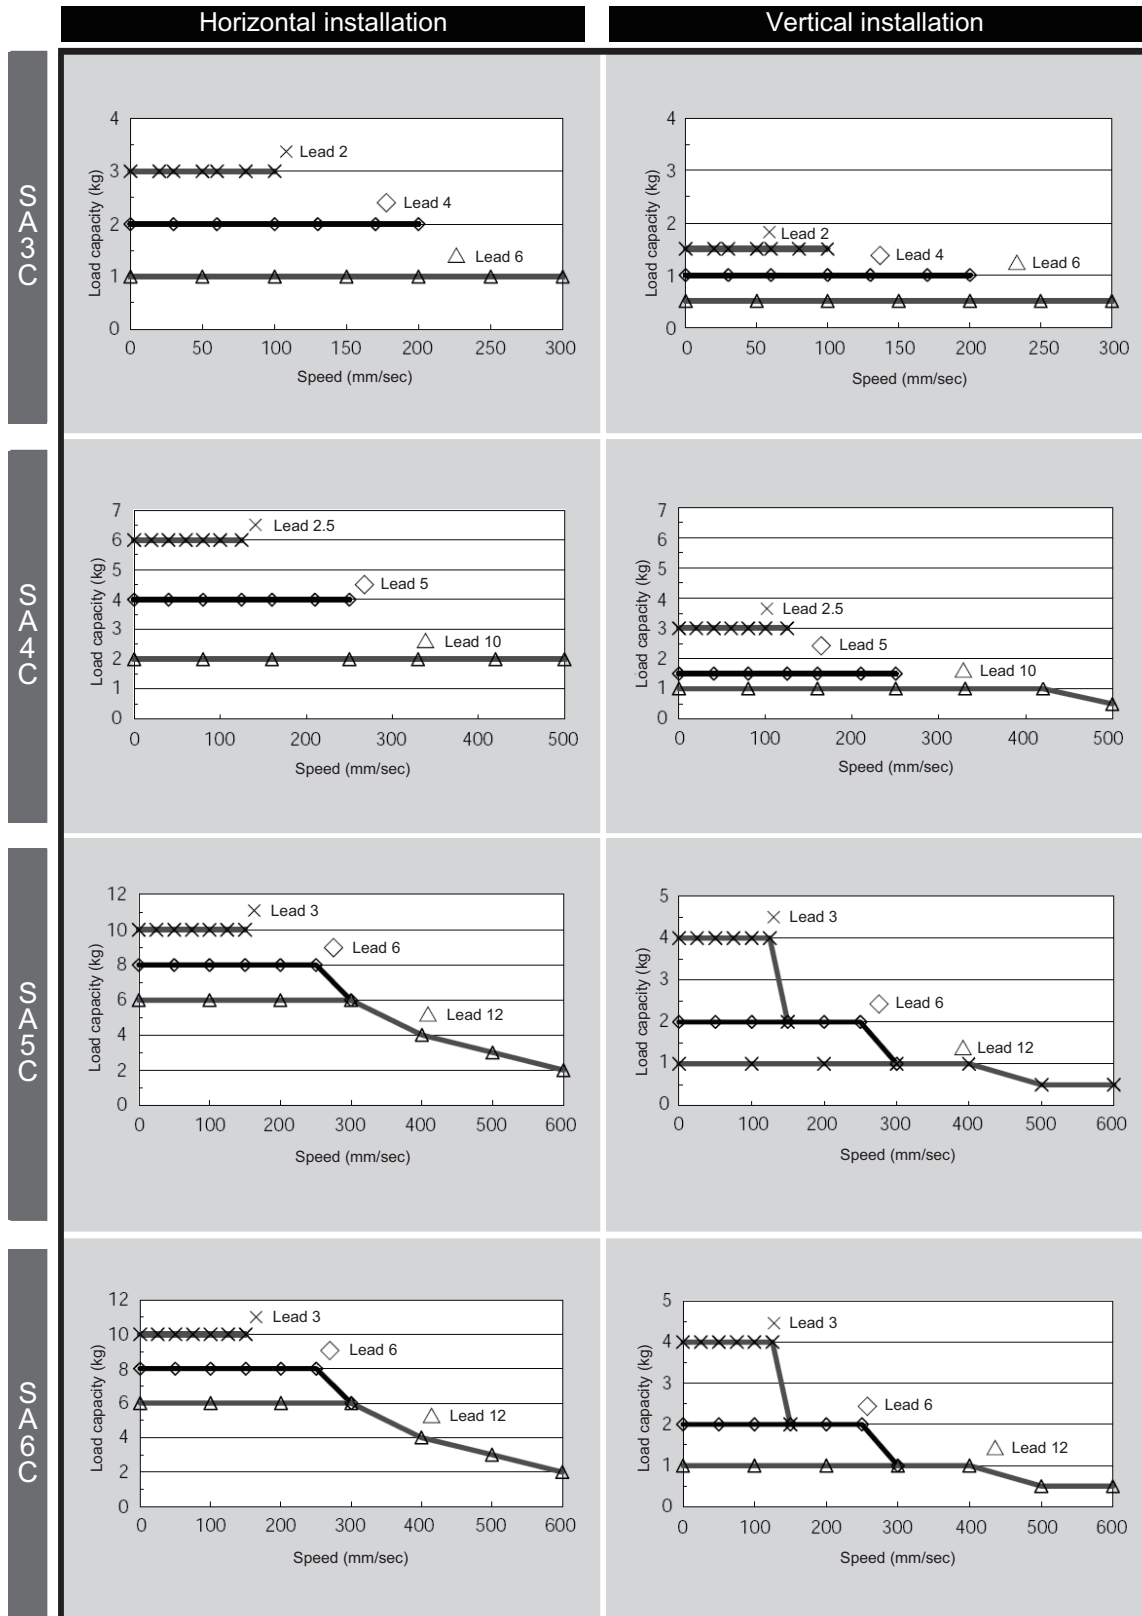 Horizontal installation
Vertical installation
SA3C
4
3
2
1
0
Load capacity (kg)
× Lead 2
◇ Lead 4
△ Lead 6
0 50 100 150 200 250 300
Speed (mm/sec)
4
3
2
1
0
Load capacity (kg)
× Lead 2
◇ Lead 4
△ Lead 6
0 50 100 150 200 250 300
Speed (mm/sec)
SA4C
7
6
5
4
3
2
1
0
Load capacity (kg)
× Lead 2.5
◇ Lead 5
△ Lead 10
0 100 200 300 400 500
Speed (mm/sec)
7
6
5
4
3
2
1
0
Load capacity (kg)
× Lead 2.5
◇ Lead 5
△ Lead 10
0 100 200 300 400 500
Speed (mm/sec)
SA5C
12
10
8
6
4
2
0
Load capacity (kg)
× Lead 3
◇ Lead 6
△ Lead 12
0 100 200 300 400 500 600
Speed (mm/sec)
5
4
3
2
1
0
Load capacity (kg)
× Lead 3
◇ Lead 6
△ Lead 12
0 100 200 300 400 500 600
Speed (mm/sec)
SA6C
12
10
8
6
4
2
0
Load capacity (kg)
× Lead 3
◇ Lead 6
△ Lead 12
0 100 200 300 400 500 600
Speed (mm/sec)
5
4
3
2
1
0
Load capacity (kg)
× Lead 3
◇ Lead 6
△ Lead 12
0 100 200 300 400 500 600
Speed (mm/sec)